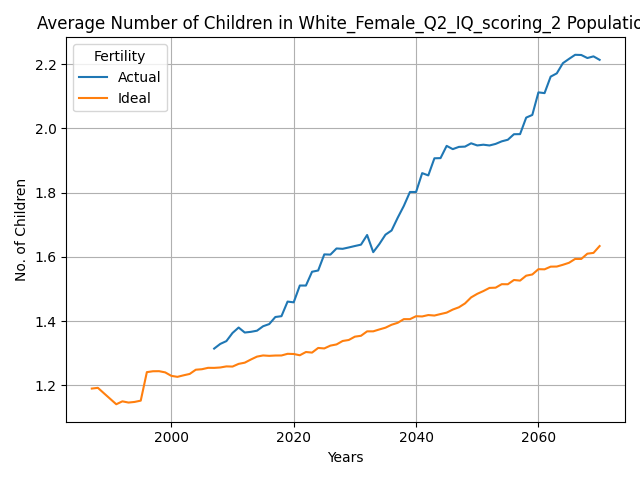 Average Number of Children in White_Female_Q2_IQ_scoring_2 Populatio
Fertility
Actual
Ideal
2.2
2.0
1.8
1.6
1.4
1.2
No. of Children
2000 2020 2040 2060
Years